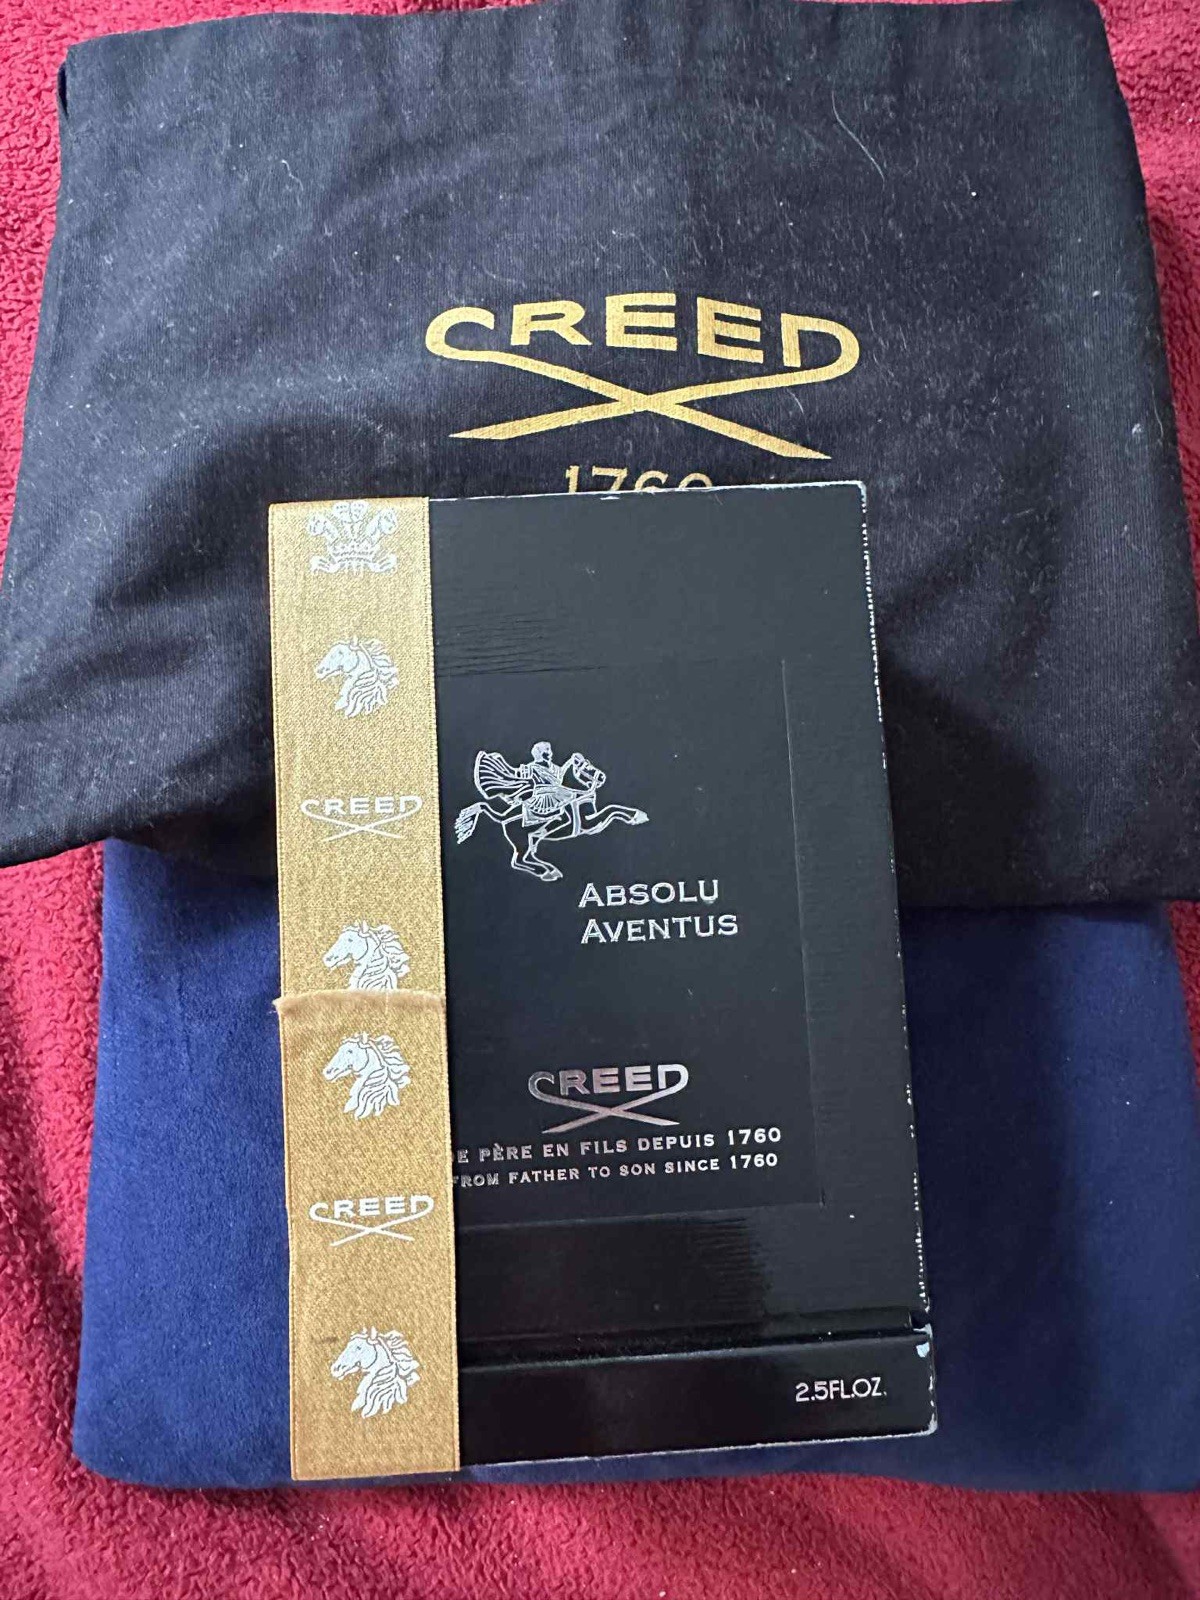 CREED
1760
CREED
ABSOLU
AVENTUS
CREED
PÈRE EN FILS DEPUIS 1760
FATHER TO SON SINCE 1760
CREED
2.5FL.OZ.